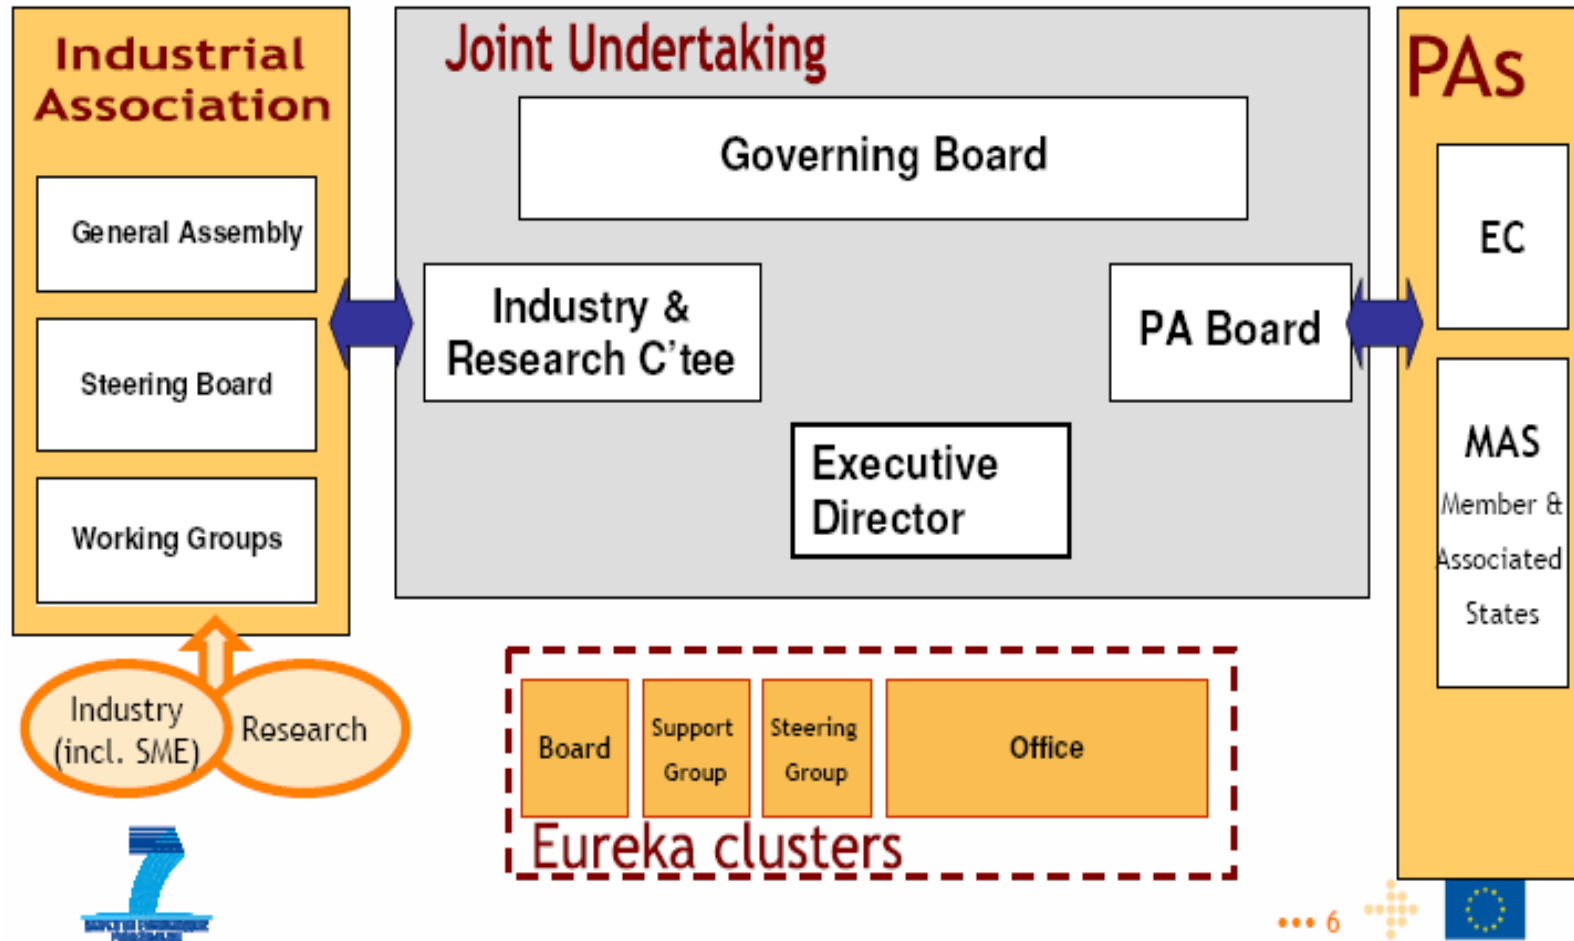 Industrial
Association
General Assembly
Steering Board
Working Groups
Industry
(incl. SME)
Research
Joint Undertaking
Governing Board
Industry &
Research C'tee
PA Board
Executive
Director
Board
Support
Group
Steering
Group
Office
Eureka clusters
PAs
EC
MAS
Member &
Associated
States
7
6